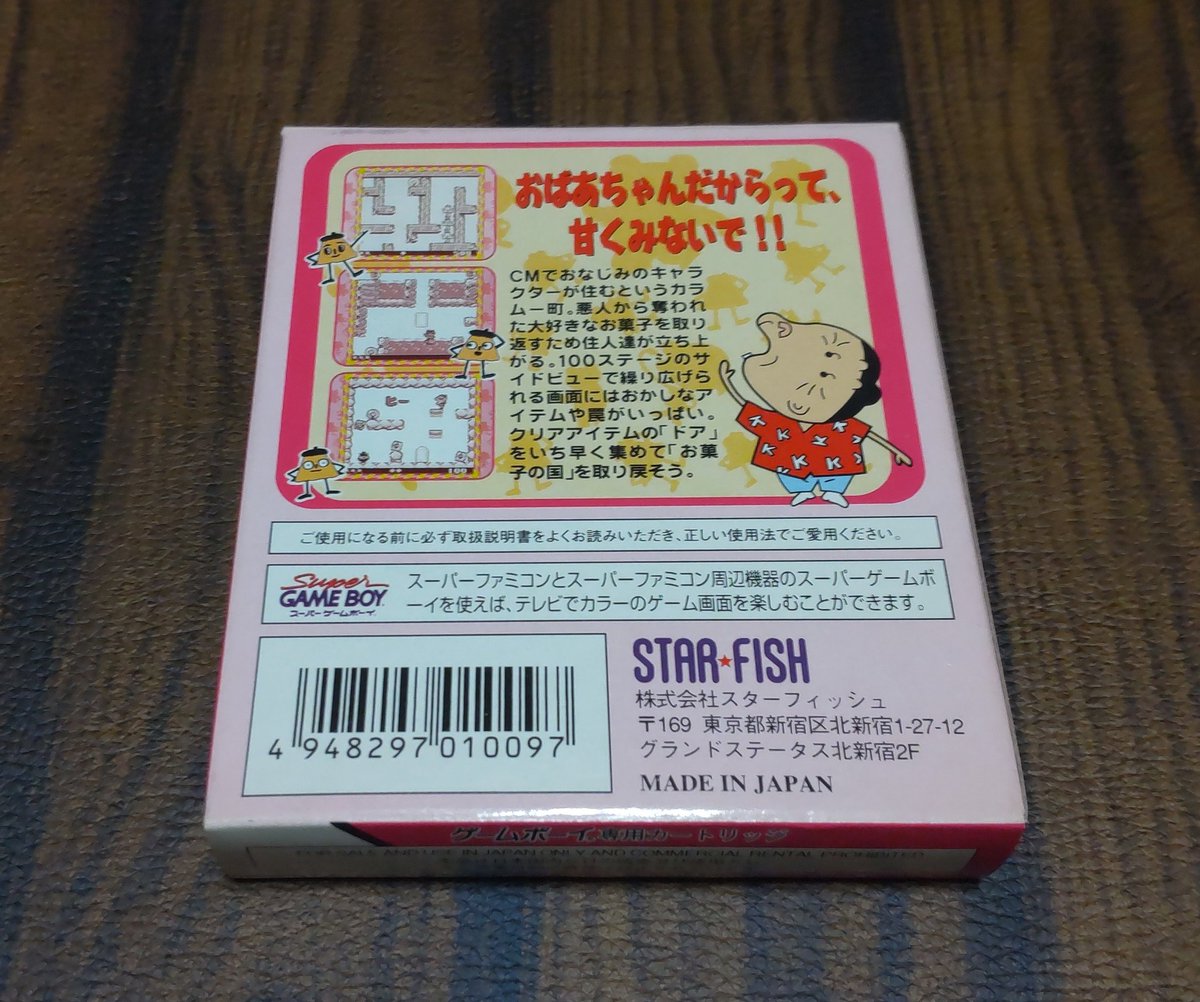 おばあちゃんだからって、
甘くみないで!!
CMでおなじみのキャラ
クターが住むというカラ
ムー町。悪人から奪われ
た大好きなお菓子を取り
返すため住人達が立ち上
がる。100ステージのサ
イドビューで繰り広げら
れる画面にはおかしなア
イテムや罠がいっぱい。
クリアアイテムの「ドア」
をいち早く集めて「お菓
子の国」を取り戻そう。
ヒー
100
ご使用になる前に必ず取扱説明書をよくお読みいただき、正しい使用法でご愛用ください。
Super
GAME BOY
スーパーゲームボーイ
スーパーファミコンとスーパーファミコン周辺機器のスーパーゲームボ
ーイを使えば、テレビでカラーのゲーム画面を楽しむことができます。
4 948297 010097
STAR★FISH
株式会社スターフィッシュ
〒169 東京都新宿区北新宿1-27-12
グランドステータス北新宿2F
MADE IN JAPAN
ゲームボーイ専用カートリッジ
FOR SALE AND USE IN JAPAN ONLY AND COMMERCIAL RENTAL PROHIBITED